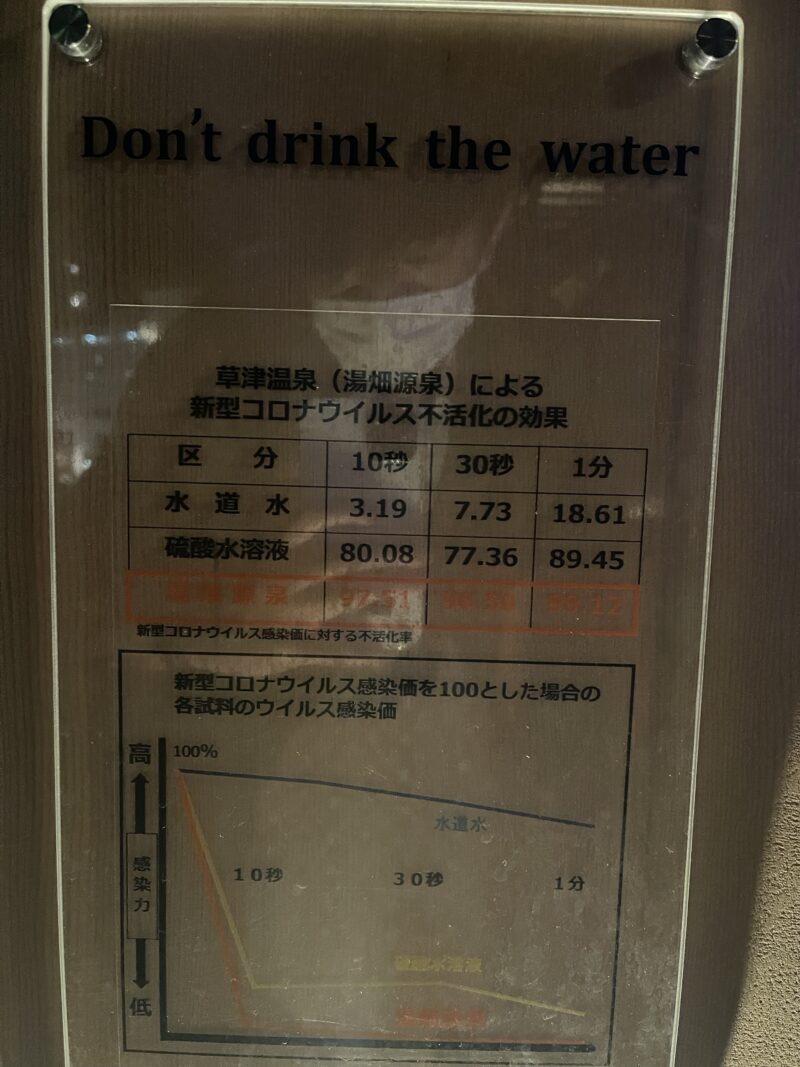 Don't drink the water
草津温泉（湯畑源泉）による
新型コロナウイルス不活化の効果
区 分 10秒 30秒 1分
水 道 水 3.19 7.73 18.61
硫酸水溶液 80.08 77.36 89.45
湯畑源泉
新型コロナウイルス感染価に対する不活化率
新型コロナウイルス感染価を100とした場合の
各試料のウイルス感染価
高
100%
水道水
感染力
10秒 30秒 1分
低